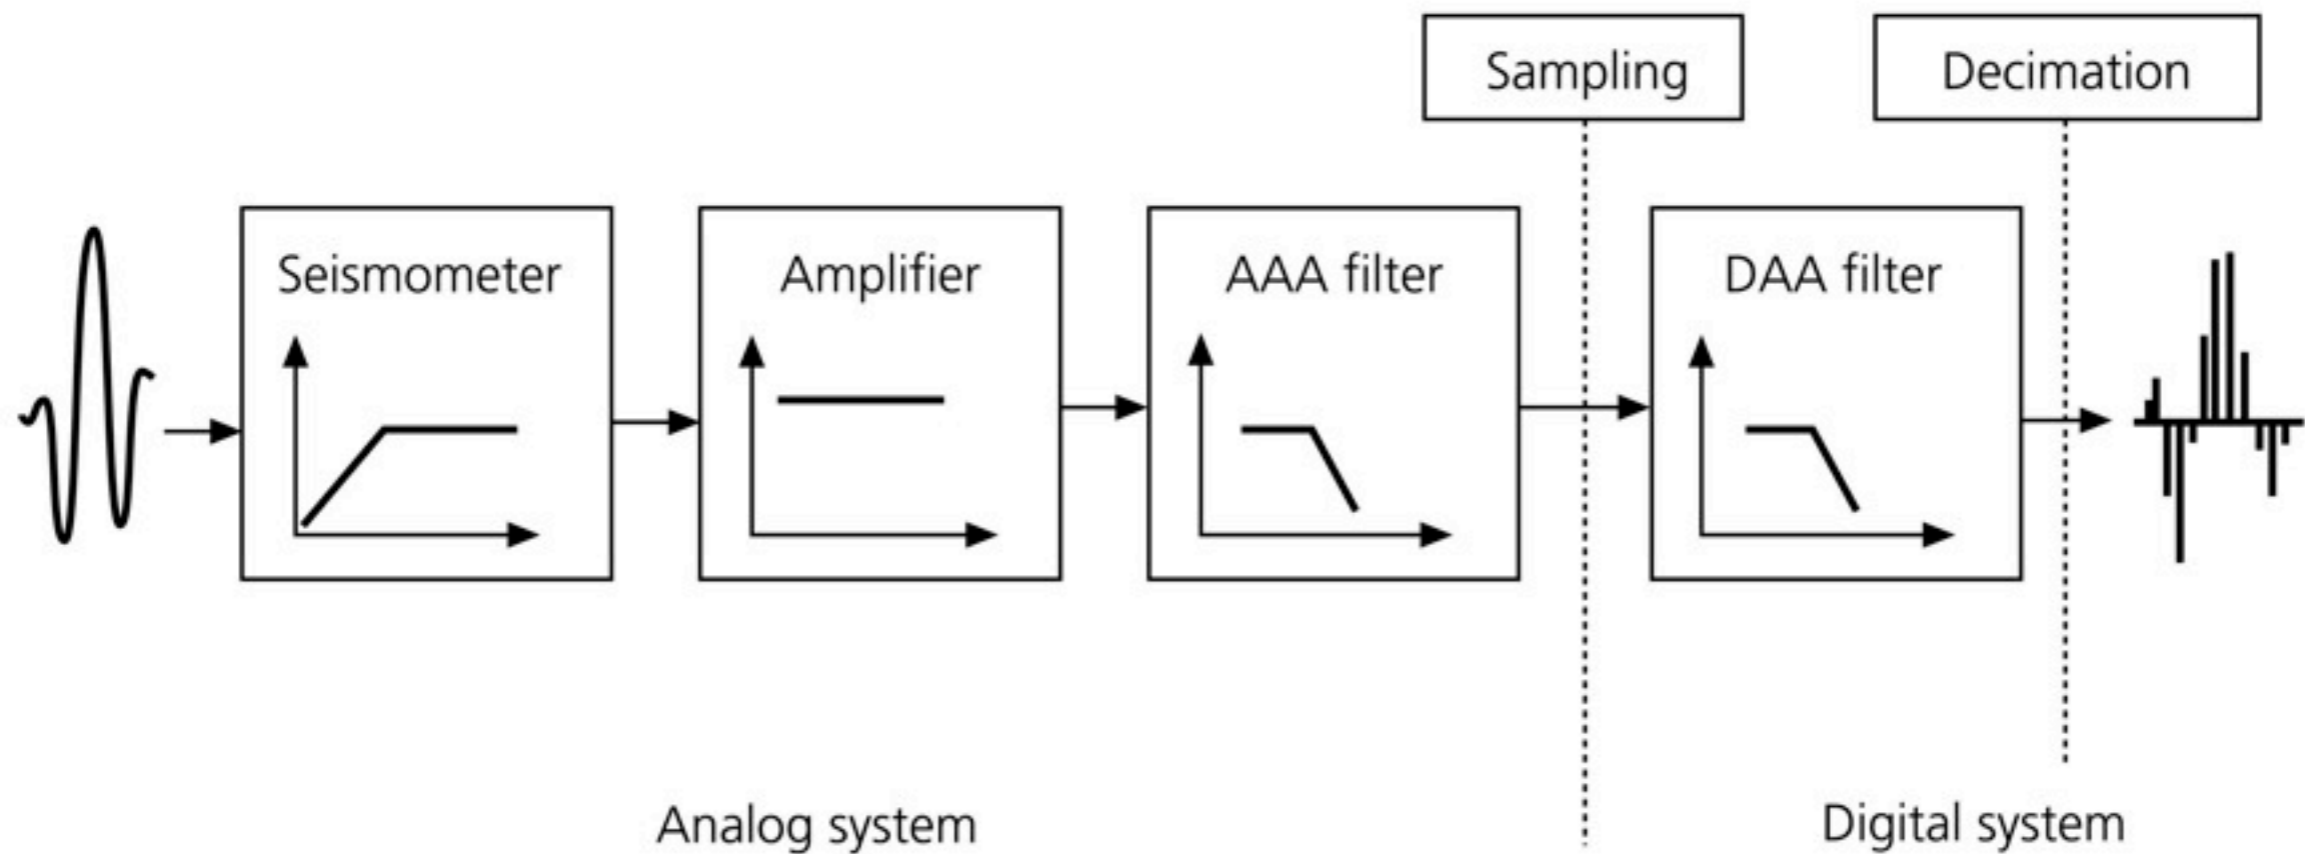 Sampling
Decimation
Seismometer
Amplifier
AAA filter
DAA filter
Analog system
Digital system